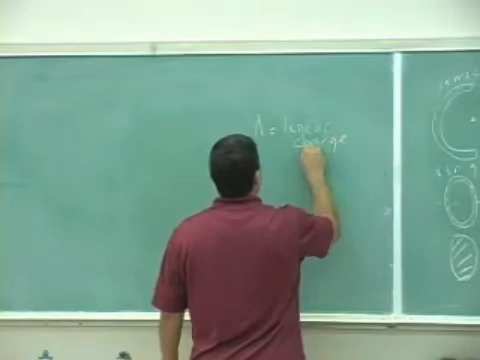 λ = linear
charge